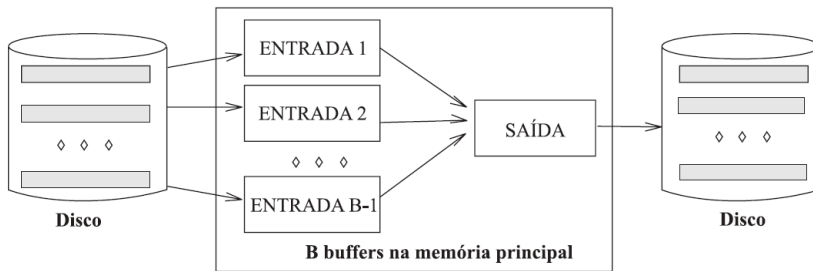 ENTRADA 1
ENTRADA 2
ENTRADA B-1
SAÍDA
Disco
B buffers na memória principal
Disco